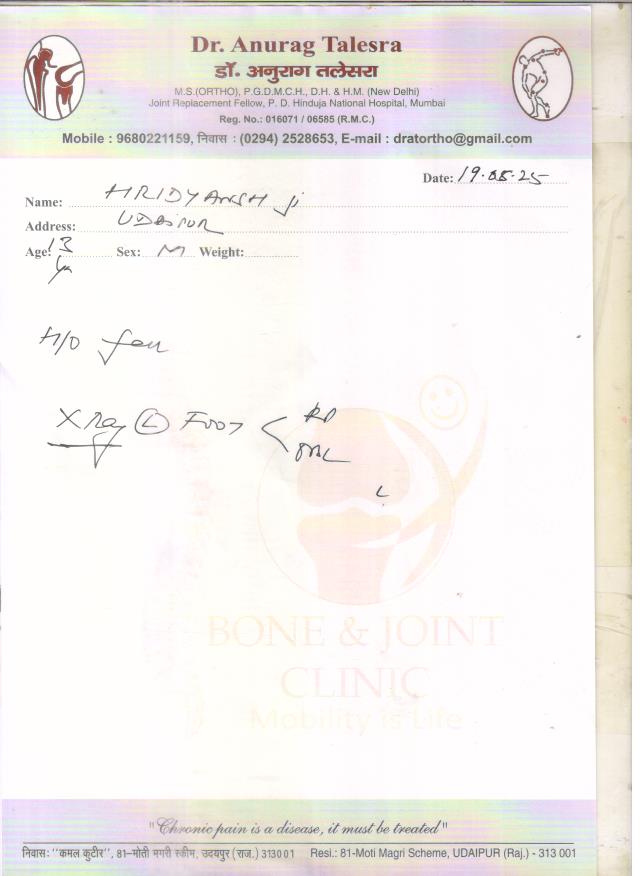 Dr. Anurag Talesra
डॉ. अनुराग तलेसरा
M.S.(ORTHO), P.G.D.M.C.H., D.H. & H.M. (New Delhi)
Joint Replacement Fellow, P. D. Hinduja National Hospital, Mumbai
Reg. No.: 016071 / 06585 (R.M.C.)
Mobile : 9680221159, निवास : (0294) 2528653, E-mail : dratortho@gmail.com
Date: 19.08.25
Name: HRIDYANSH Ji
Address: UDAIPUR
Age: 13 Sex: M Weight:
yr
H/O
X Ray (L) FOOT
OBL
BONE & JOINT
CLINIC
Mobility is Life
"Chronic pain is a disease, it must be treated"
निवास: "कमल कुटीर", 81-मोती मगरी स्कीम, उदयपुर (राज.) 313001 Resi.: 81-Moti Magri Scheme, UDAIPUR (Raj.) - 313 001